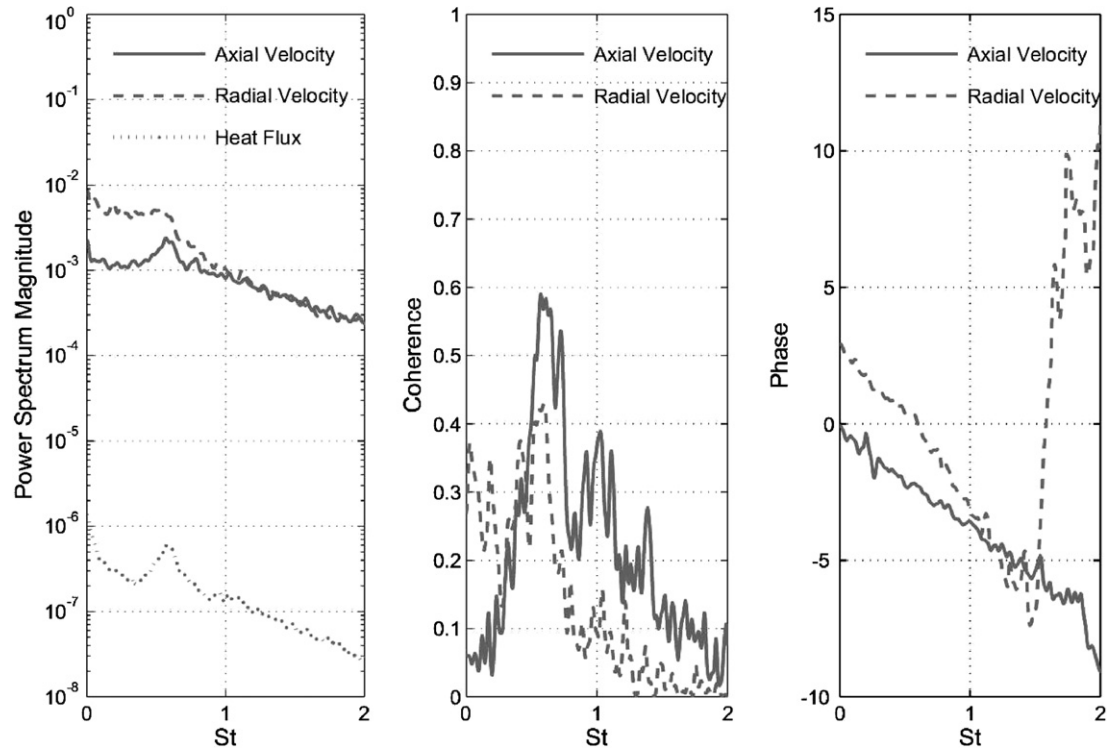 10^0
10^-1
10^-2
10^-3
10^-4
10^-5
10^-6
10^-7
10^-8
Power Spectrum Magnitude
Axial Velocity
Radial Velocity
Heat Flux
0 1 2
St
1
0.9
0.8
0.7
0.6
0.5
0.4
0.3
0.2
0.1
0
Coherence
Axial Velocity
Radial Velocity
0 1 2
St
15
10
5
0
-5
-10
Phase
Axial Velocity
Radial Velocity
0 1 2
St